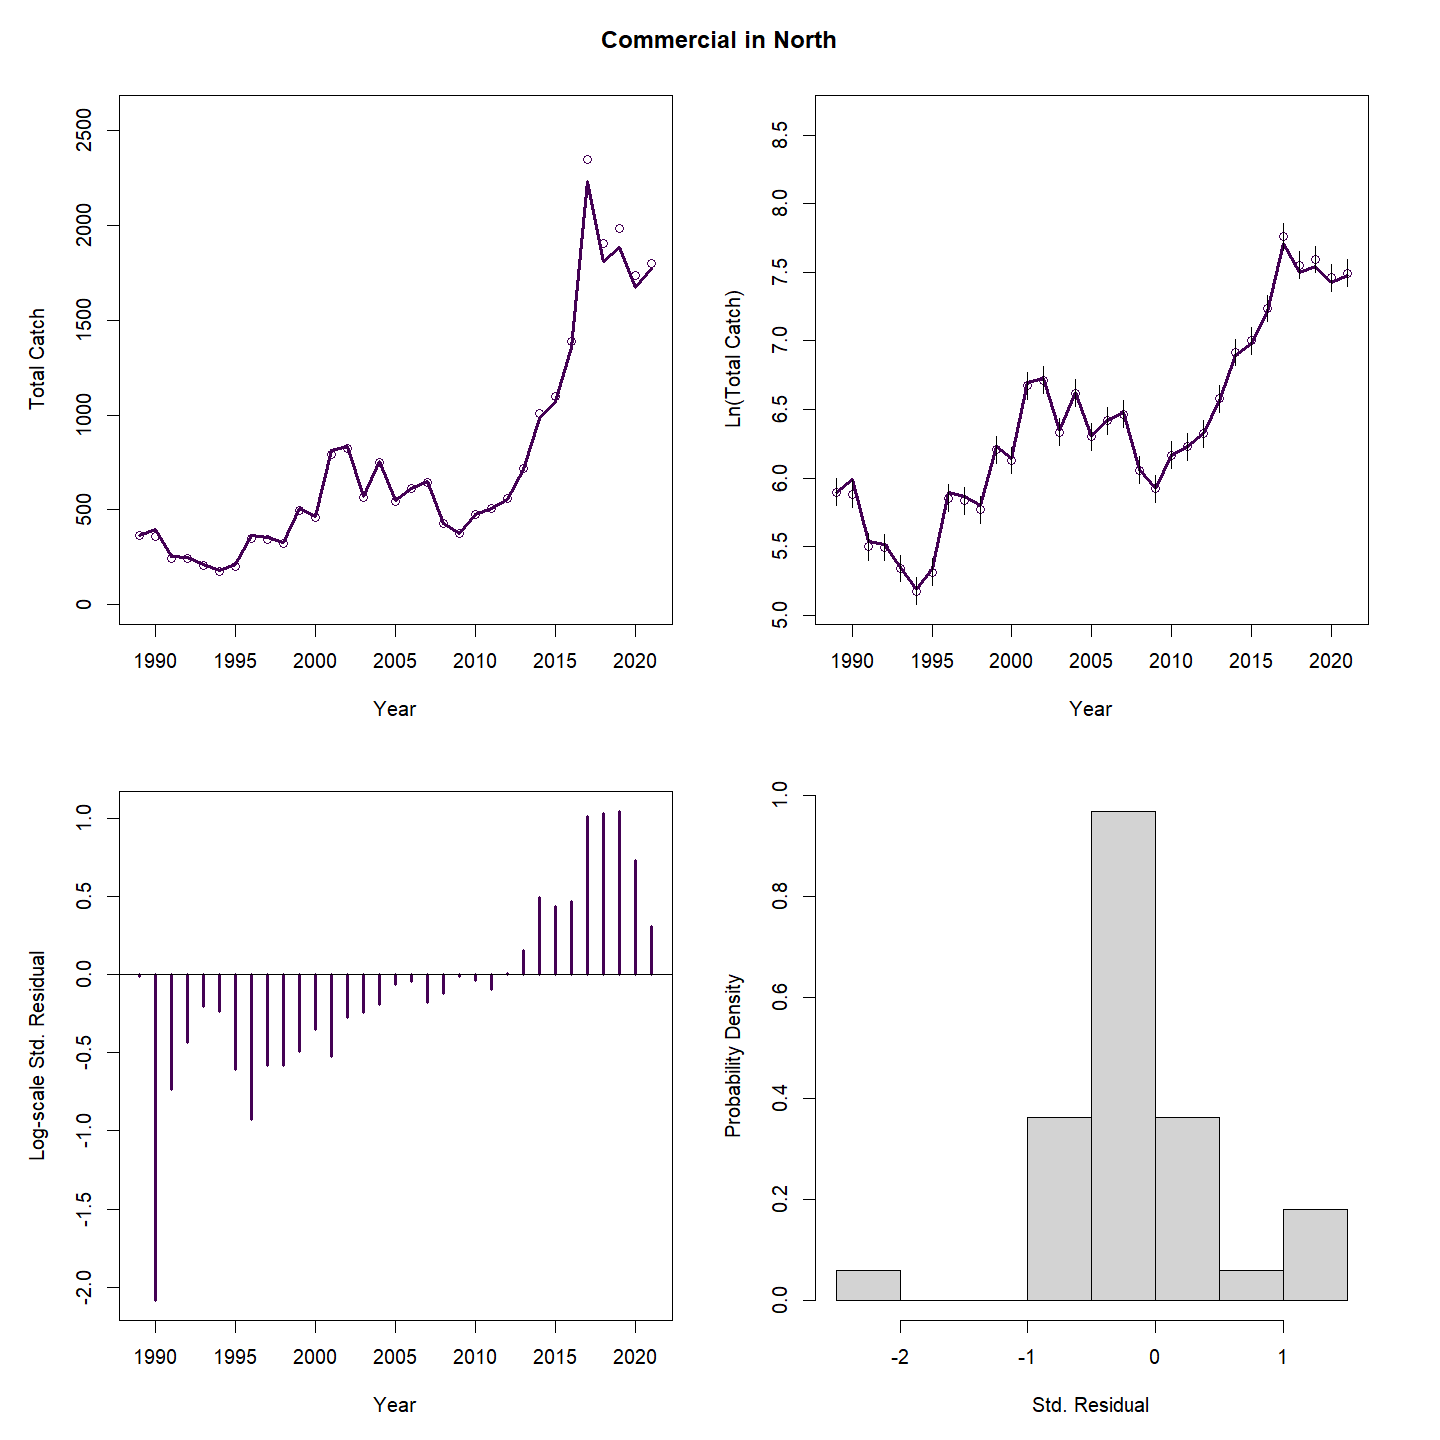 Commercial in North
Total Catch
2500
2000
1500
1000
500
0
1990 1995 2000 2005 2010 2015 2020
Year
Ln(Total Catch)
8.5
8.0
7.5
7.0
6.5
6.0
5.5
5.0
1990 1995 2000 2005 2010 2015 2020
Year
Log-scale Std. Residual
1.0
0.5
0.0
-0.5
-1.0
-1.5
-2.0
1990 1995 2000 2005 2010 2015 2020
Year
Probability Density
1.0
0.8
0.6
0.4
0.2
0.0
-2 -1 0 1
Std. Residual